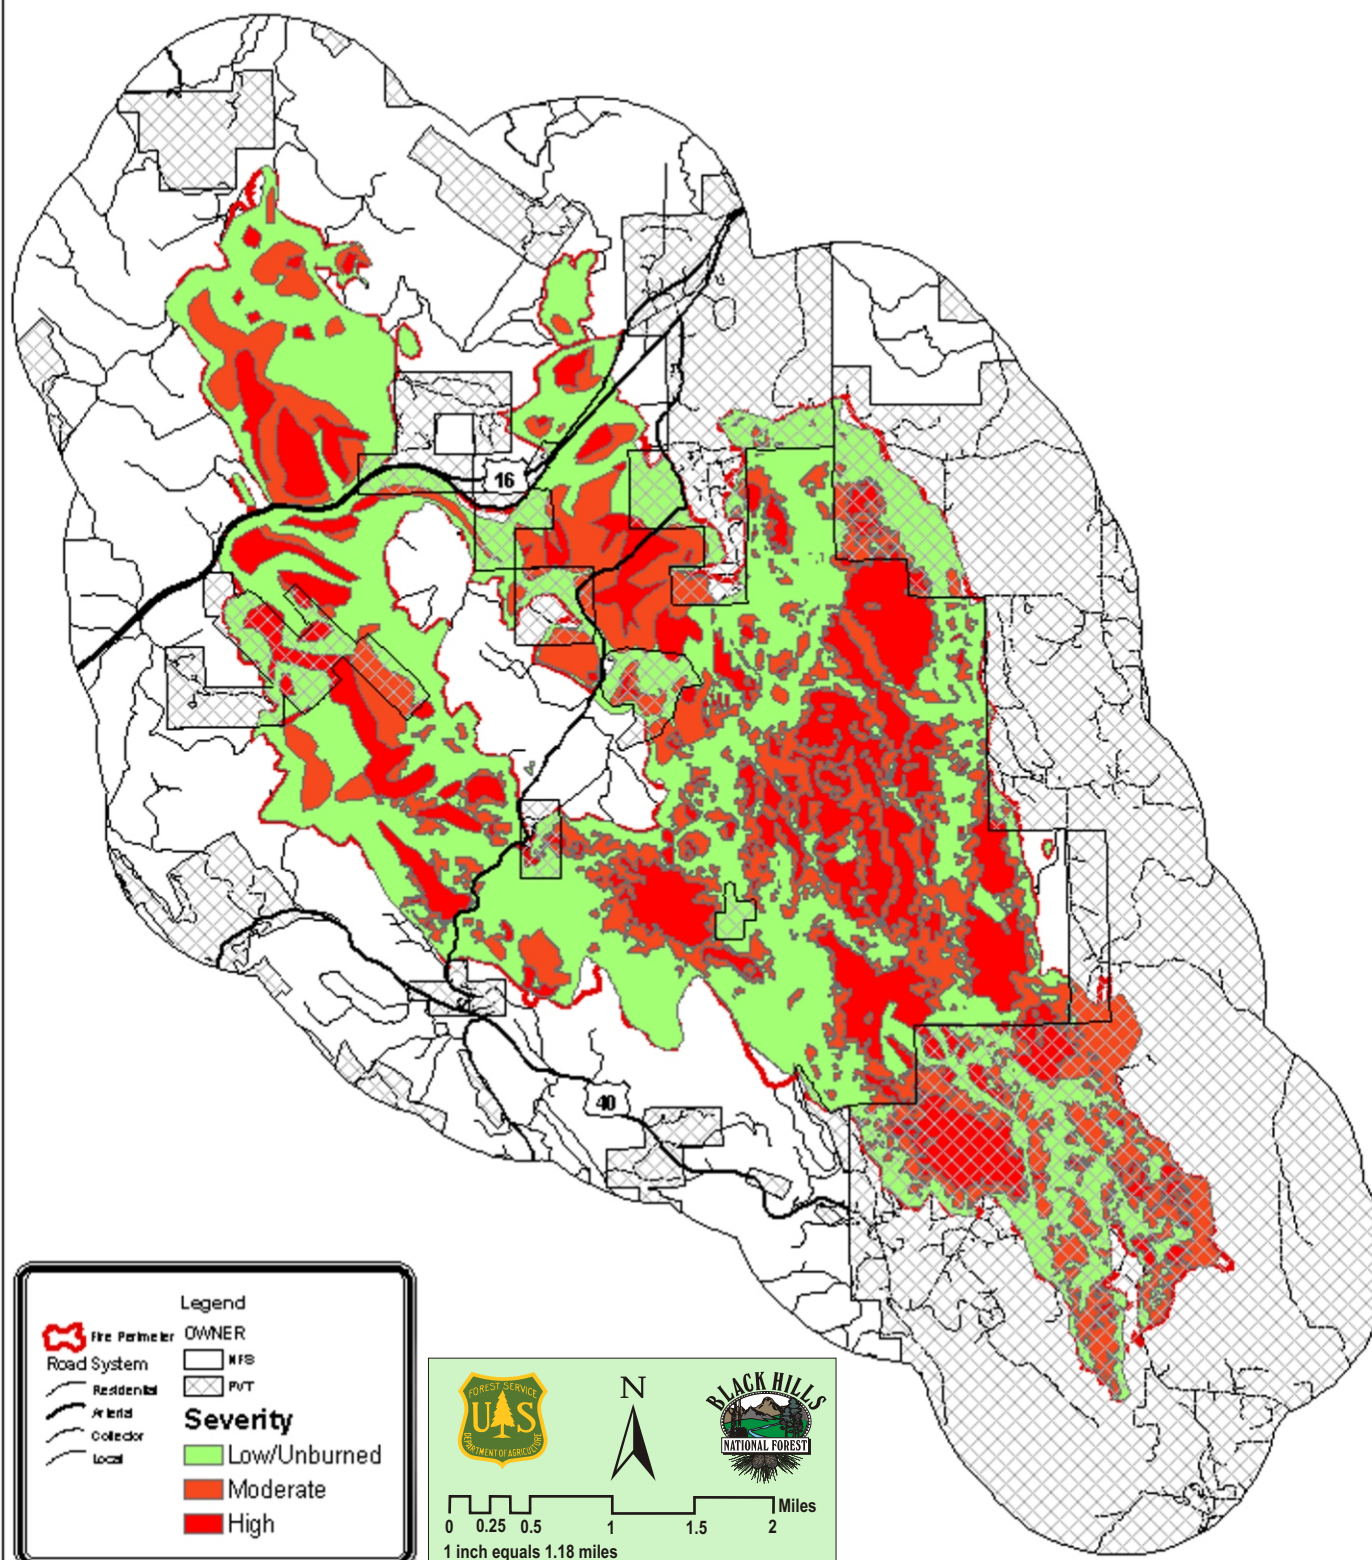 16
40
Legend
Fire Perimeter
OWNER
Road System
NFS
Residential
PVT
Arterial
Severity
Collector
Low/Unburned
Local
Moderate
High
FOREST SERVICE
U S
DEPARTMENT OF AGRICULTURE
N
BLACK HILLS
NATIONAL FOREST
Miles
0 0.25 0.5 1 1.5 2
1 inch equals 1.18 miles